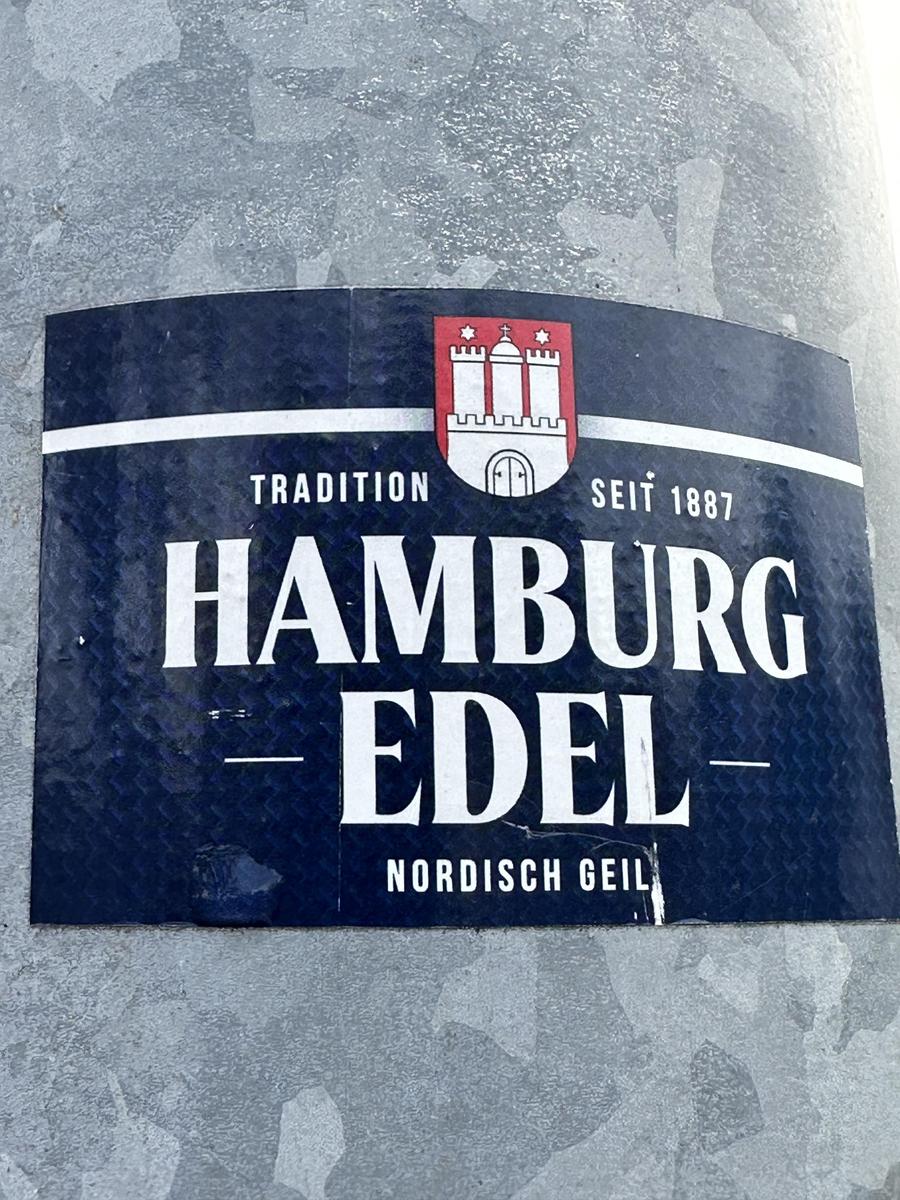 TRADITION SEIT 1887
HAMBURG
EDEL
NORDISCH GEIL